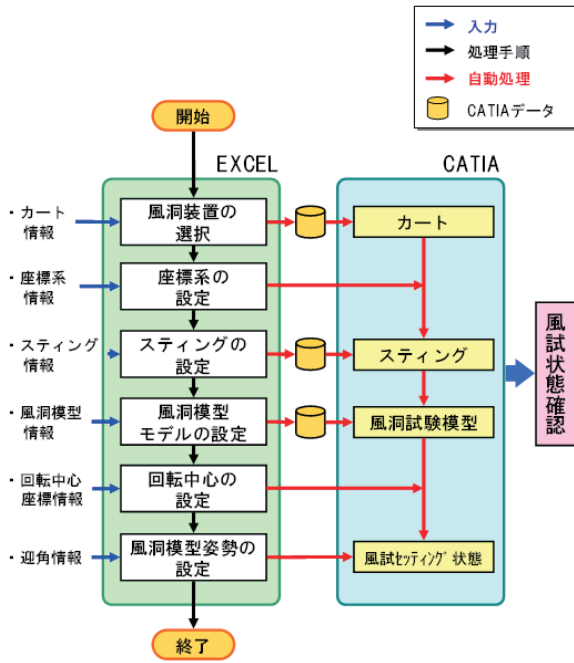 入力
処理手順
自動処理
CATIAデータ
開始
EXCEL
CATIA
・カート
情報
風洞装置の
選択
カート
・座標系
情報
座標系の
設定
・スティング
情報
スティングの
設定
スティング
・風洞模型
情報
風洞模型
モデルの設定
風洞試験模型
・回転中心
座標情報
回転中心の
設定
・迎角情報
風洞模型姿勢の
設定
風試ｾｯﾃｨﾝｸﾞ状態
風試状態確認
終了